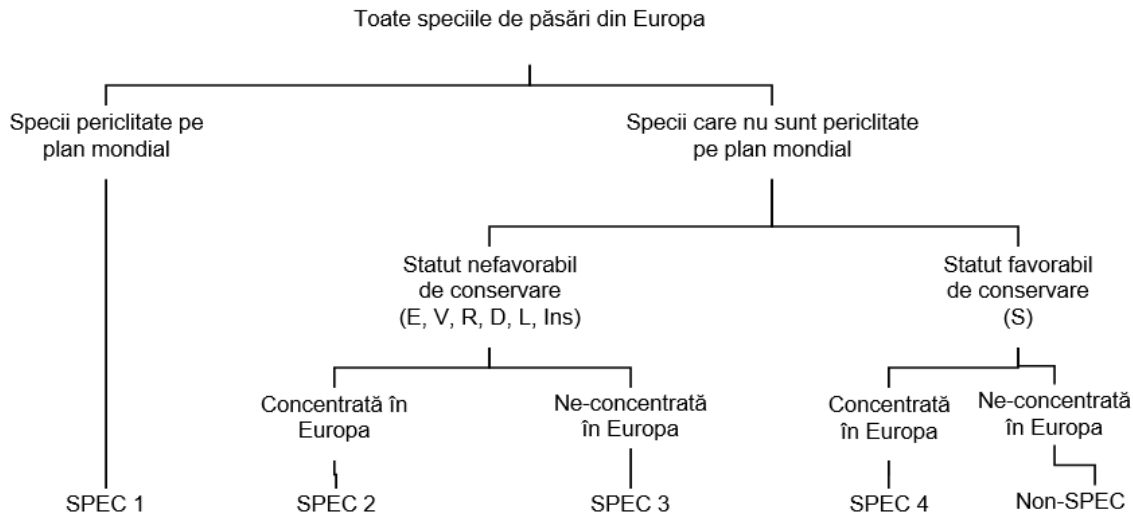 Toate speciile de păsări din Europa
Specii periclitate pe
plan mondial
Specii care nu sunt periclitate
pe plan mondial
Statut nefavorabil
de conservare
(E, V, R, D, L, Ins)
Statut favorabil
de conservare
(S)
Concentrată în
Europa
Ne-concentrată
în Europa
Concentrată
în Europa
Ne-concentrată
în Europa
SPEC 1
SPEC 2
SPEC 3
SPEC 4
Non-SPEC